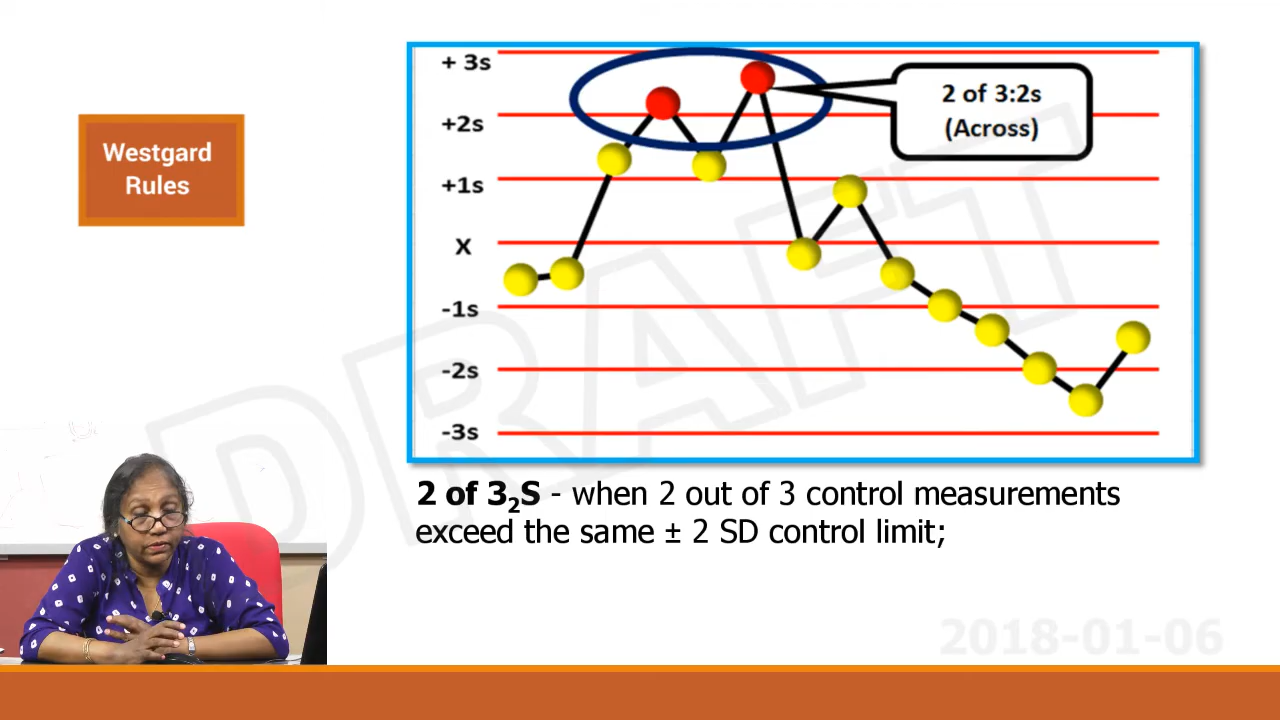 Westgard
Rules
+ 3s
+2s
+1s
X
-1s
-2s
-3s
2 of 3:2s
(Across)
2 of 3₂S - when 2 out of 3 control measurements
exceed the same ± 2 SD control limit;
DRAFT
2018-01-06